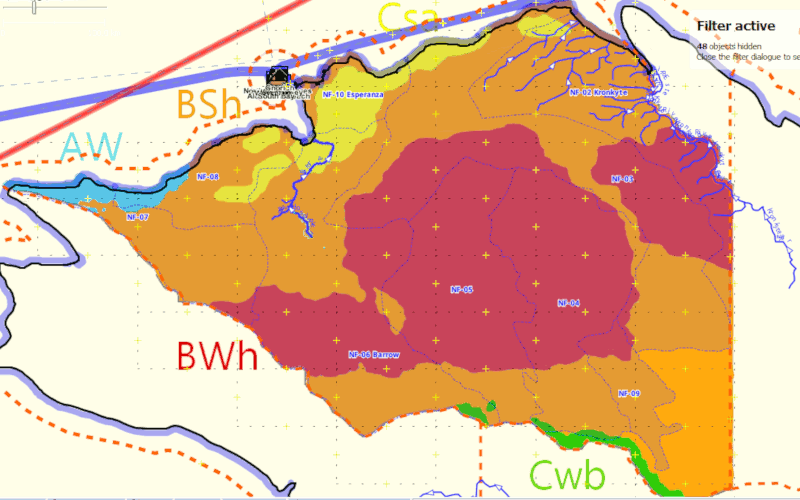 Csa
Filter active
48 objects hidden
Close the filter dialogue to se
NF-10 Esperanza
NF-02 Kronkyte
BSh
AW
NF-08
NF-03
NF-07
NF-05
NF-04
BWh
NF-06 Barrow
NF-09
Cwb